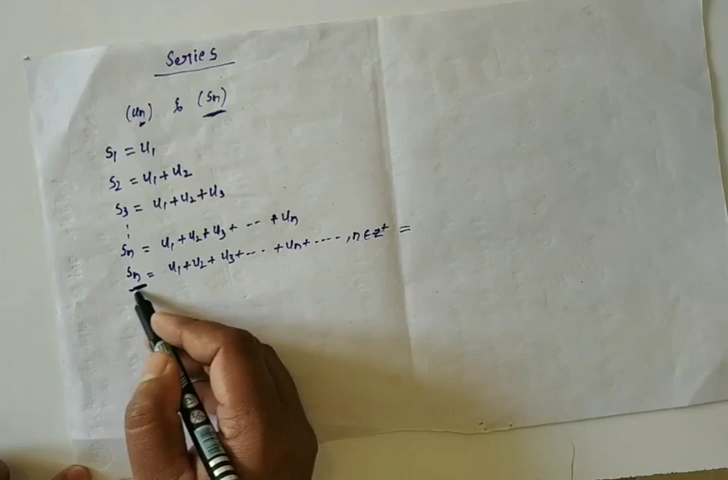 Series
(un) & (Sn)
S1 = u1
S2 = u1+u2
S3 = u1+u2+u3
⋮
Sn = u1+u2+u3+ ... +un
Sn = u1+u2+u3+ .... +un+ ...., n∈z+ =